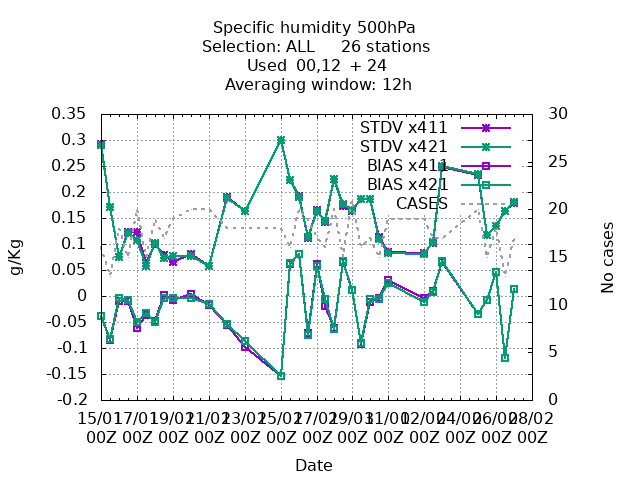 Specific humidity 500hPa
Selection: ALL 26 stations
Used 00,12 + 24
Averaging window: 12h
STDV x411
STDV x421
BIAS x411
BIAS x421
CASES
0.35
0.3
0.25
0.2
0.15
0.1
0.05
0
-0.05
-0.1
-0.15
-0.2
g/Kg
30
25
20
15
10
5
0
No cases
15/01 17/01 19/01 21/01 23/01 25/01 27/01 29/01 31/01 02/02 24/02 26/02 28/02
00Z 00Z 00Z 00Z 00Z 00Z 00Z 00Z 00Z 00Z 00Z 00Z 00Z
Date